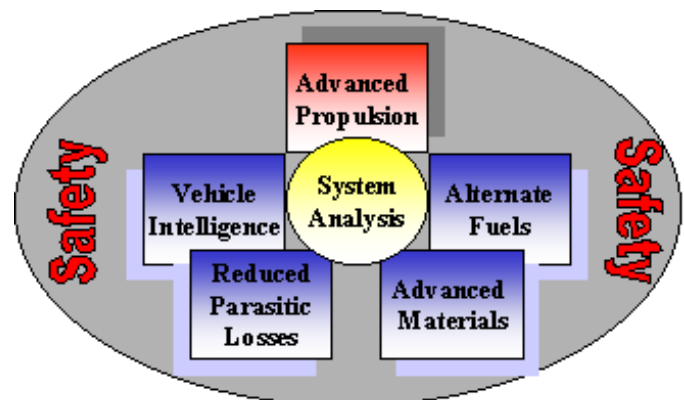 Advanced
Propulsion
Safety
Safety
Vehicle
Intelligence
System
Analysis
Alternate
Fuels
Reduced
Parasitic
Losses
Advanced
Materials